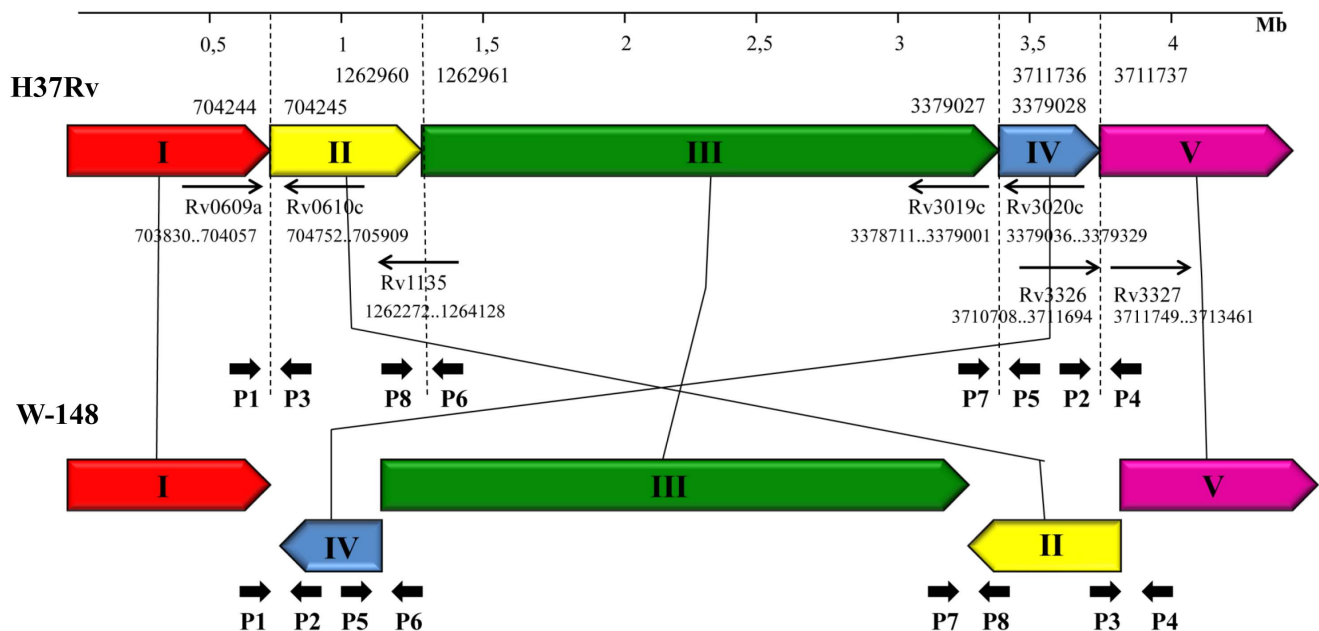 Mb
0,5 1 1,5 2 2,5 3 3,5 4
1262960 1262961 3711736 3711737
H37Rv
704244 704245 3379027 3379028
I II III IV V
Rv0609a Rv0610c Rv3019c Rv3020c
703830..704057 704752..705909 3378711..3379001 3379036..3379329
Rv1135 Rv3326 Rv3327
1262272..1264128 3710708..3711694 3711749..3713461
P1 P3 P8 P6 P7 P5 P2 P4
W-148
I III V
IV II
P1 P2 P5 P6 P7 P8 P3 P4